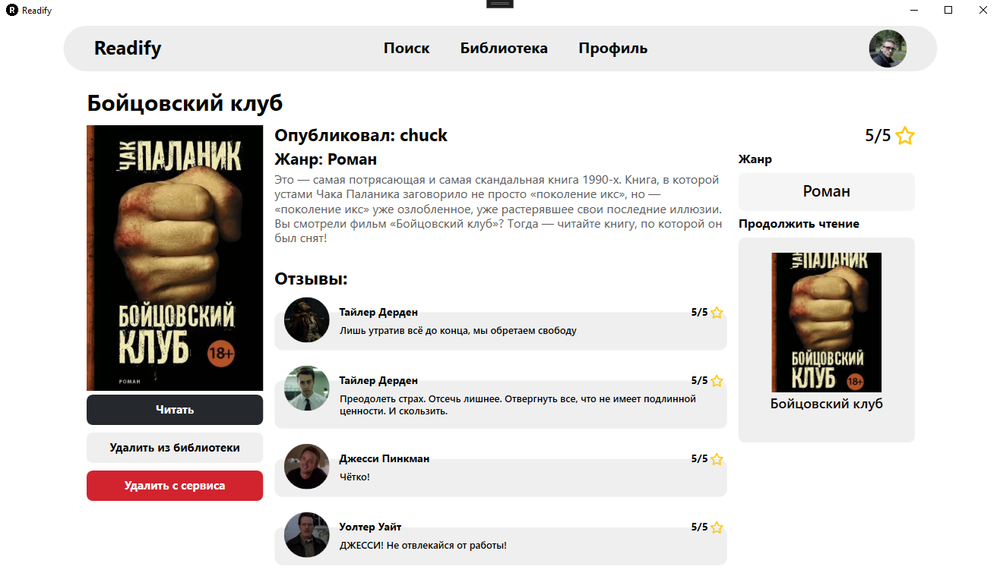 Readify
Readify
Поиск
Библиотека
Профиль
Бойцовский клуб
ЧАК
ПАЛАНИК
БОЙЦОВСКИЙ
КЛУБ
18+
РОМАН
Читать
Удалить из библиотеки
Удалить с сервиса
Опубликовал: chuck
5/5
Жанр: Роман
Это — самая потрясающая и самая скандальная книга 1990-х. Книга, в которой
устами Чака Паланика заговорило не просто «поколение икс», но —
«поколение икс» уже озлобленное, уже растерявшее свои последние иллюзии.
Вы смотрели фильм «Бойцовский клуб»? Тогда — читайте книгу, по которой он
был снят!
Отзывы:
Тайлер Дерден
5/5
Лишь утратив всё до конца, мы обретаем свободу
Тайлер Дерден
5/5
Преодолеть страх. Отсечь лишнее. Отвергнуть все, что не имеет подлинной
ценности. И скользить.
Джесси Пинкман
5/5
Чётко!
Уолтер Уайт
5/5
ДЖЕССИ! Не отвлекайся от работы!
Жанр
Роман
Продолжить чтение
ЧАК
ПАЛАНИК
БОЙЦОВСКИЙ
КЛУБ
18+
Бойцовский клуб